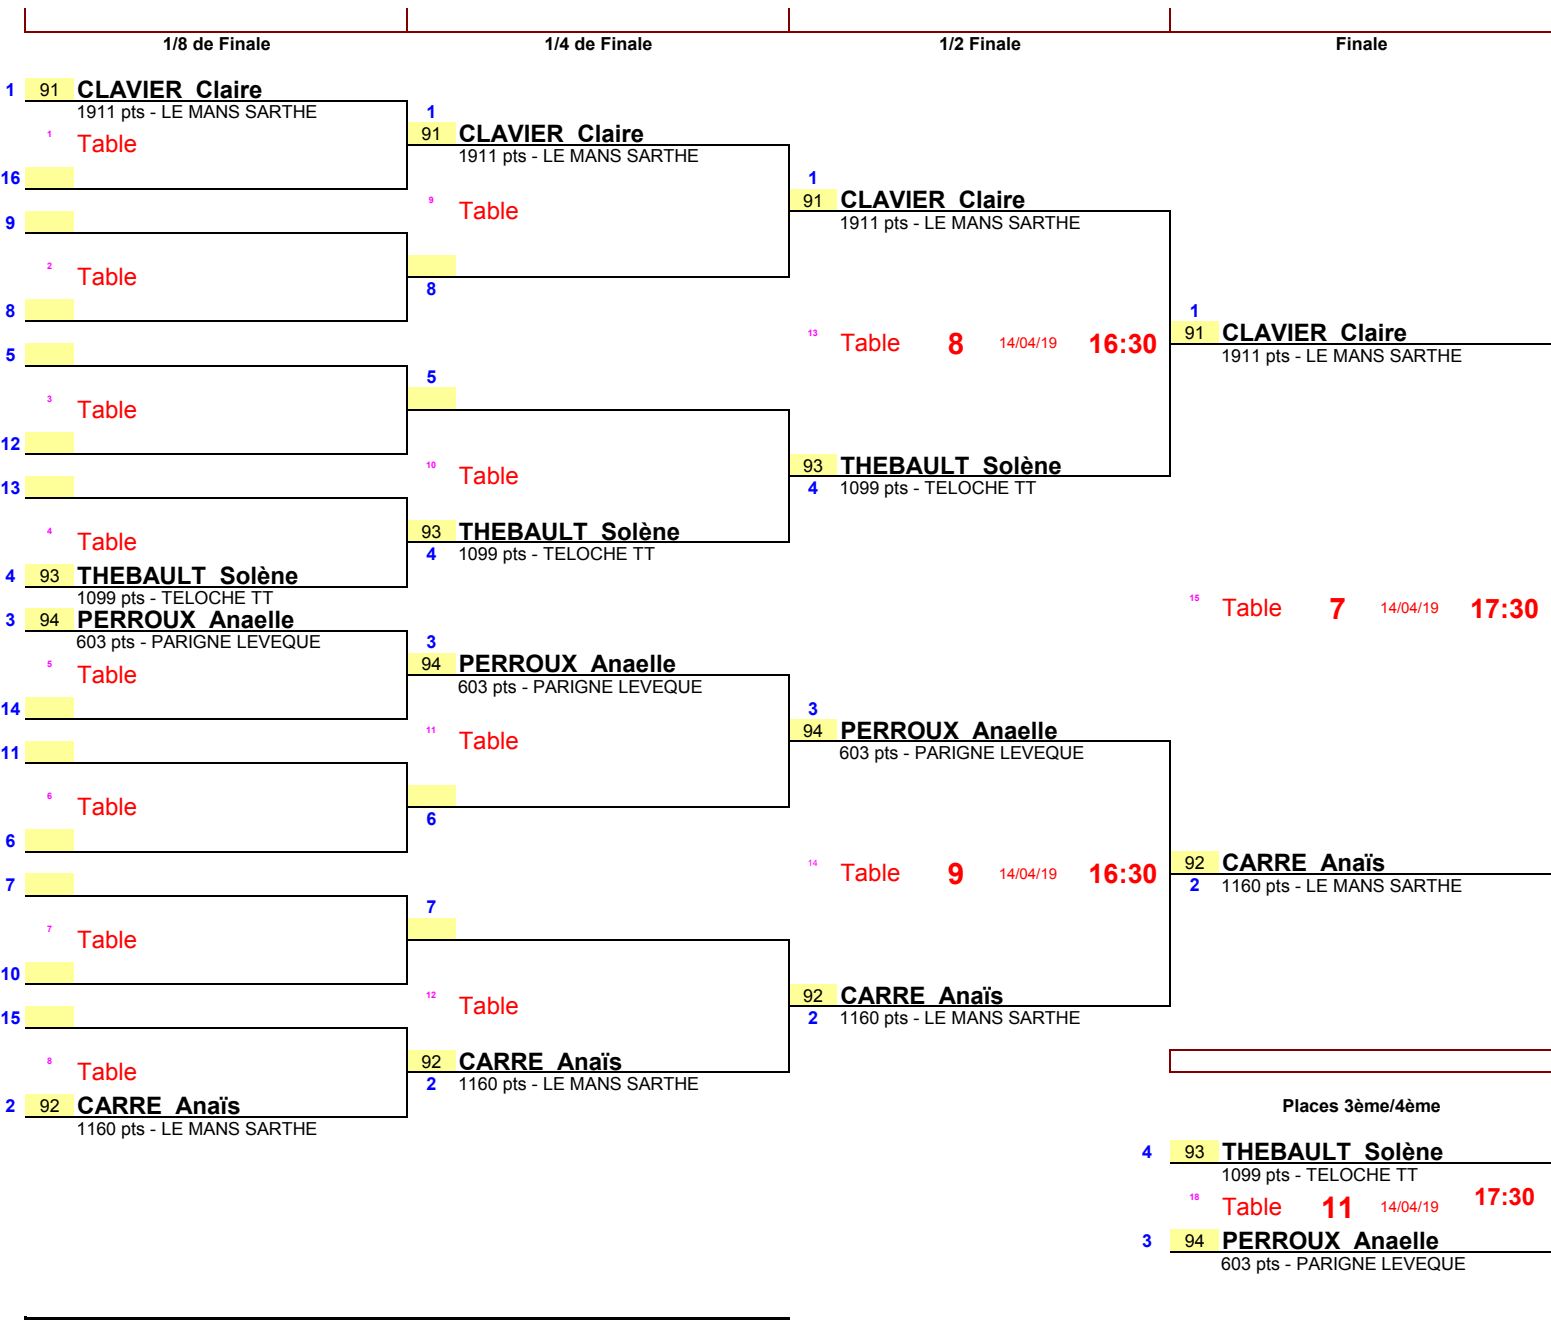 1/8 de Finale 1/4 de Finale 1/2 Finale Finale
1 91 CLAVIER Claire
1911 pts - LE MANS SARTHE
1 Table
16
9
2 Table
8
5
3 Table
12
13
4 Table
4 93 THEBAULT Solène
1099 pts - TELOCHE TT
3 94 PERROUX Anaelle
603 pts - PARIGNE LEVEQUE
5 Table
14
11
6 Table
6
7
7 Table
10
15
8 Table
2 92 CARRE Anaïs
1160 pts - LE MANS SARTHE
1
91 CLAVIER Claire
1911 pts - LE MANS SARTHE
9 Table
8
5
10 Table
93 THEBAULT Solène
4 1099 pts - TELOCHE TT
3
94 PERROUX Anaelle
603 pts - PARIGNE LEVEQUE
11 Table
6
7
12 Table
92 CARRE Anaïs
2 1160 pts - LE MANS SARTHE
1
91 CLAVIER Claire
1911 pts - LE MANS SARTHE
13 Table 8 14/04/19 16:30
93 THEBAULT Solène
4 1099 pts - TELOCHE TT
3
94 PERROUX Anaelle
603 pts - PARIGNE LEVEQUE
14 Table 9 14/04/19 16:30
92 CARRE Anaïs
2 1160 pts - LE MANS SARTHE
1
91 CLAVIER Claire
1911 pts - LE MANS SARTHE
15 Table 7 14/04/19 17:30
92 CARRE Anaïs
2 1160 pts - LE MANS SARTHE
Places 3ème/4ème
4 93 THEBAULT Solène
1099 pts - TELOCHE TT
18 Table 11 14/04/19 17:30
3 94 PERROUX Anaelle
603 pts - PARIGNE LEVEQUE